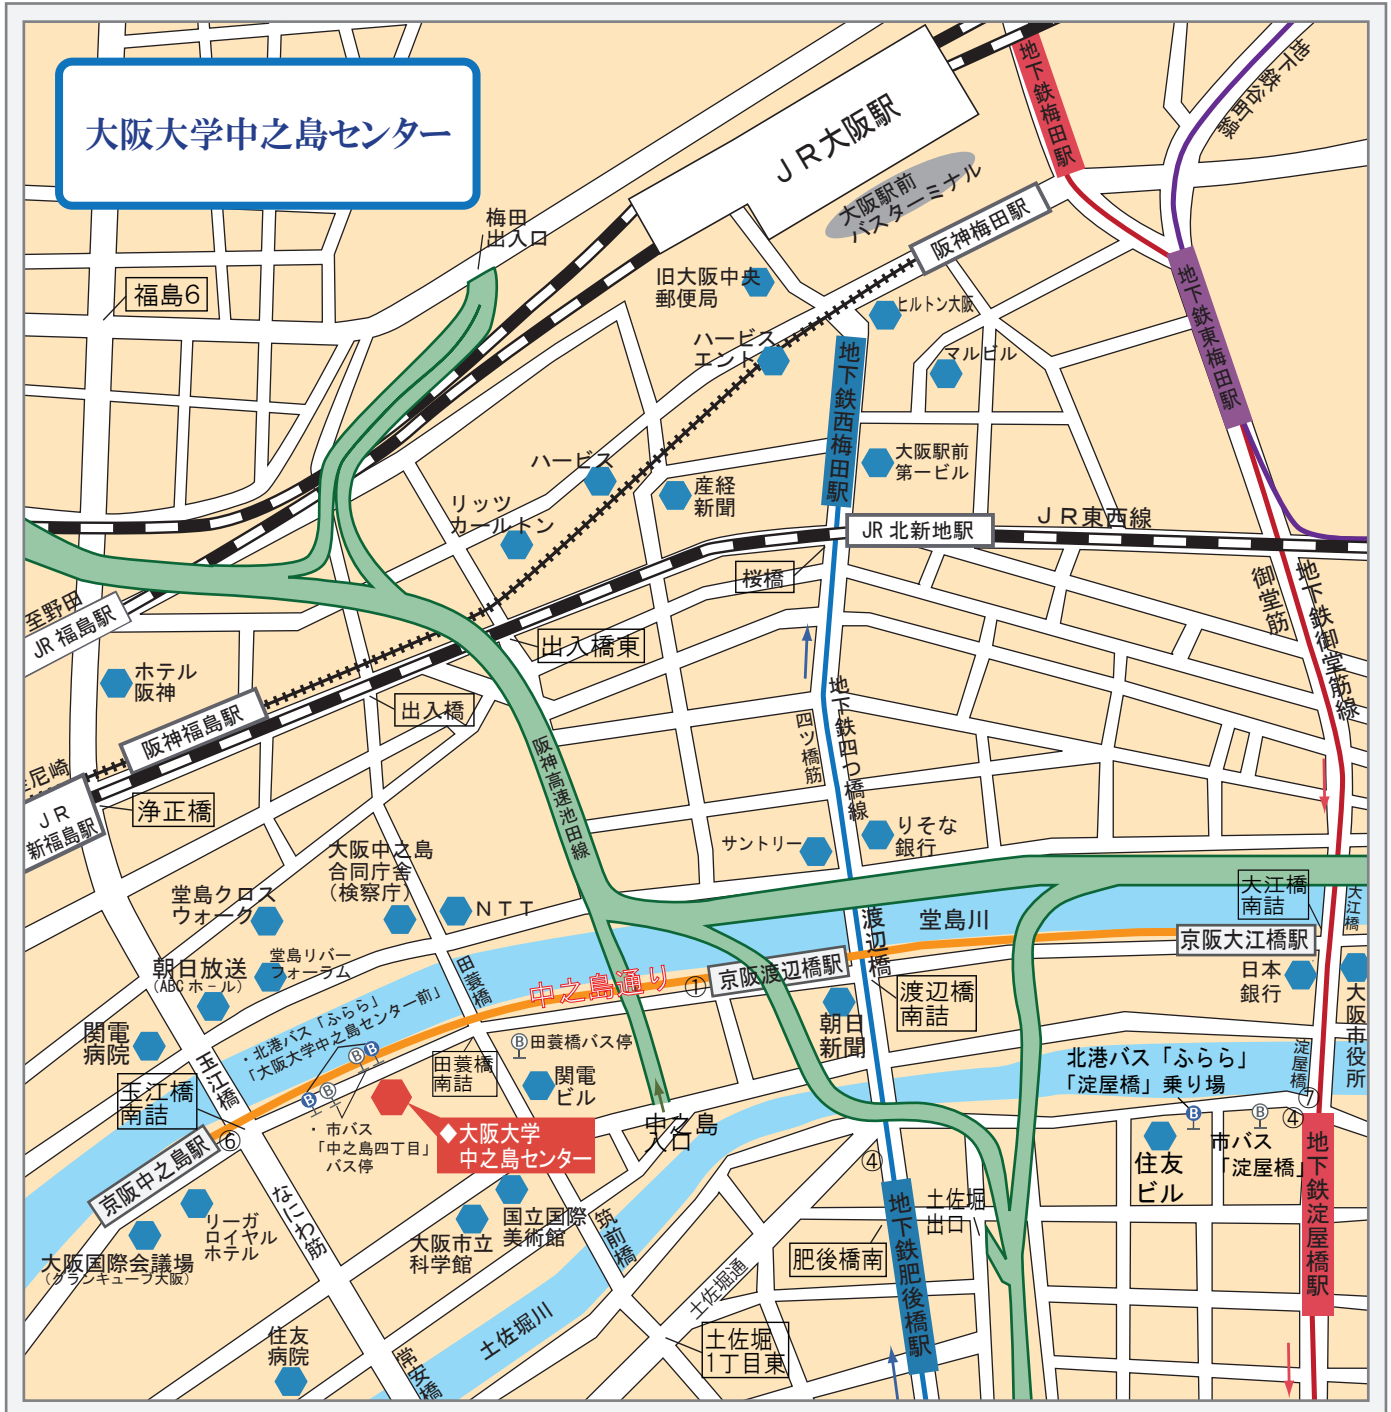 大阪大学中之島センター
JR大阪駅
地下鉄梅田駅
地下鉄谷町線
大阪駅前
バスターミナル
阪神梅田駅
梅田
出入口
福島6
旧大阪中央
郵便局
ヒルトン大阪
地下鉄東梅田駅
ハービス
エント
マルビル
地下鉄西梅田駅
ハービス
大阪駅前
第一ビル
産経
新聞
リッツ
カールトン
JR北新地駅
JR東西線
桜橋
御堂筋
地下鉄御堂筋線
至野田
JR福島駅
出入橋東
ホテル
阪神
出入橋
阪神福島駅
地下鉄四つ橋線
四ツ橋筋
阪神高速池田線
尼崎
JR
新福島駅
浄正橋
サントリー
りそな
銀行
大阪中之島
合同庁舎
(検察庁)
堂島クロス
ウォーク
NTT
大江橋
南詰
大江橋
渡辺橋
堂島川
京阪大江橋駅
朝日放送
(ABCホール)
堂島リバー
フォーラム
田蓑橋
中之島通り
①
京阪渡辺橋駅
日本
銀行
渡辺橋
南詰
大阪市役所
関電
病院
・北港バス「ふらら」
「大阪大学中之島センター前」
朝日
新聞
玉江橋
B
B
田蓑橋
南詰
B
田蓑橋バス停
淀屋橋
北港バス「ふらら」
「淀屋橋」乗り場
玉江橋
南詰
B
B
関電
ビル
中之島
入口
⑦
B
B
④
・市バス
「中之島四丁目」
バス停
◆大阪大学
中之島センター
市バス
「淀屋橋」
住友
ビル
地下鉄淀屋橋駅
京阪中之島駅
⑥
④
なにわ筋
リーガ
ロイヤル
ホテル
大阪国際会議場
(グランキューブ大阪)
国立国際
美術館
大阪市立
科学館
筑前橋
土佐堀
出口
地下鉄肥後橋駅
肥後橋南
土佐堀通
土佐堀川
土佐堀
1丁目東
住友
病院
常安橋